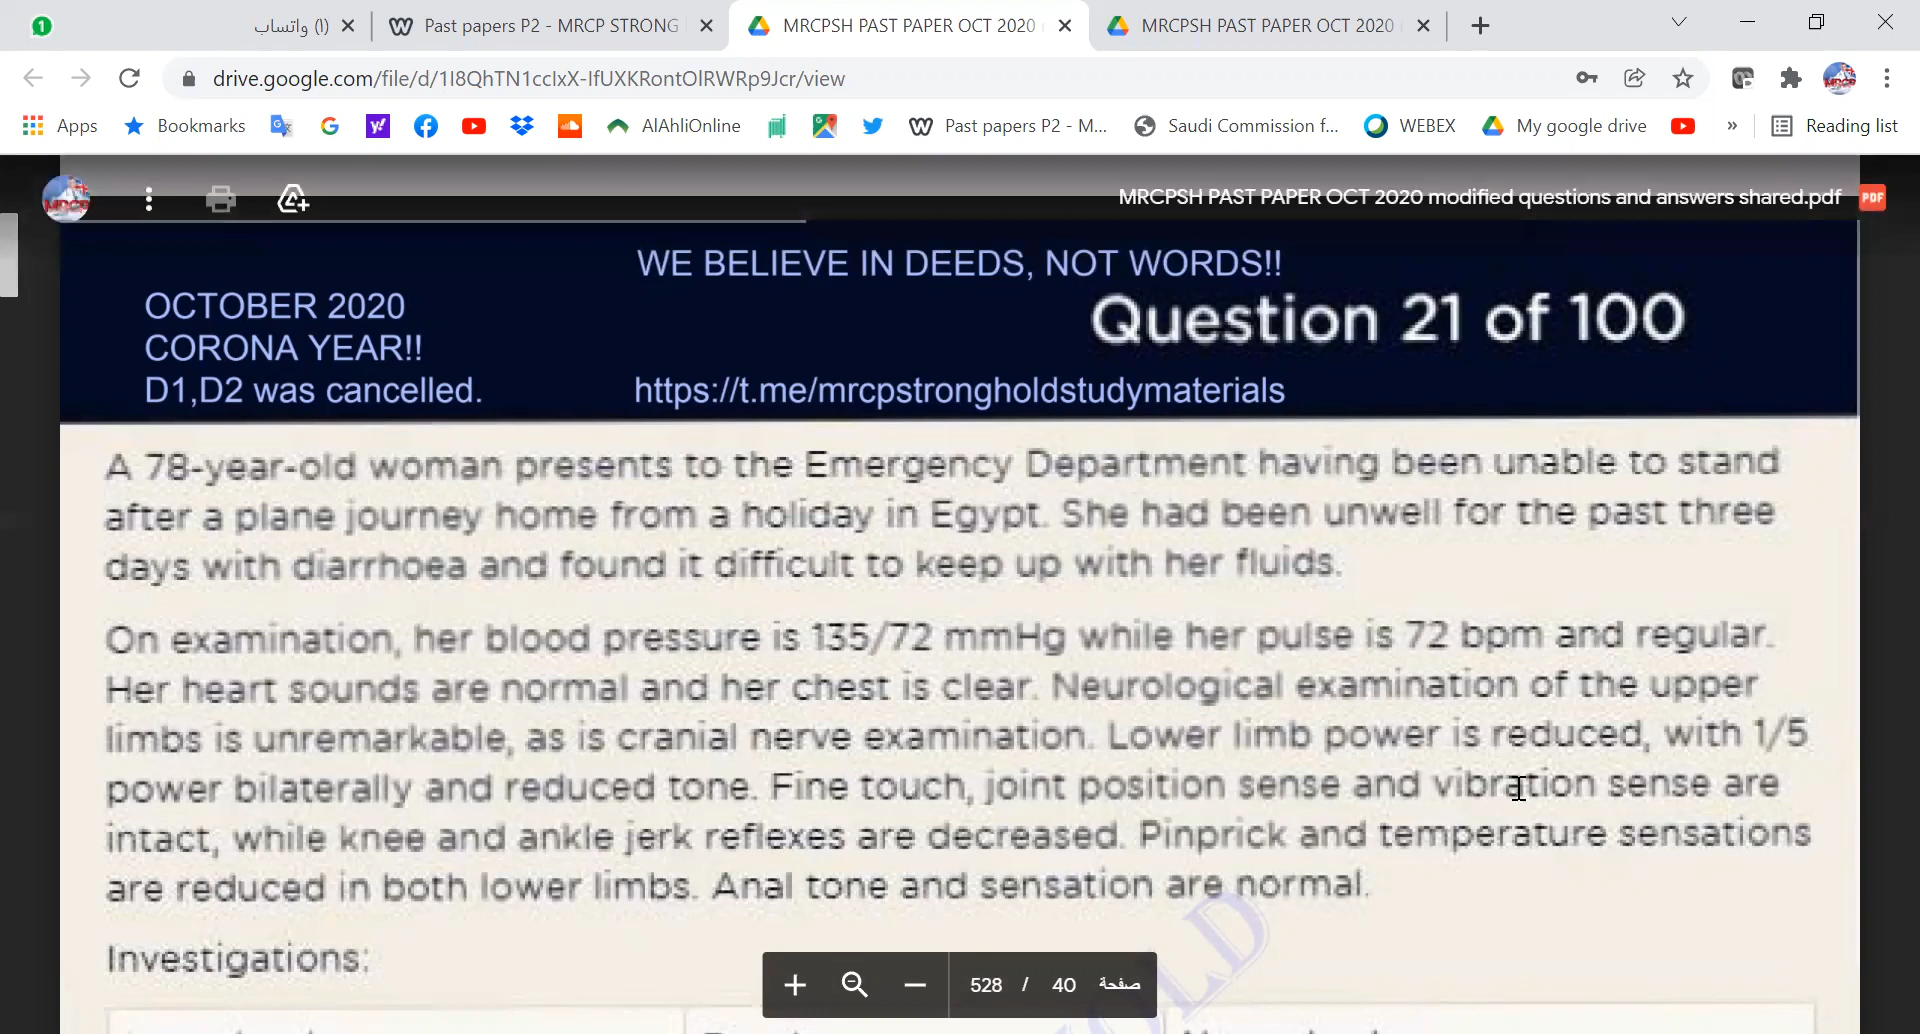 (۱) واتساب
Past papers P2 - MRCP STRONG
MRCPSH PAST PAPER OCT 2020
MRCPSH PAST PAPER OCT 2020
drive.google.com/file/d/1I8QhTN1ccIxX-IfUXKRontOlRWRp9Jcr/view
Apps
Bookmarks
AlAhliOnline
Past papers P2 - M...
Saudi Commission f...
WEBEX
My google drive
»
Reading list
MRCPSH PAST PAPER OCT 2020 modified questions and answers shared.pdf
PDF
WE BELIEVE IN DEEDS, NOT WORDS!!
OCTOBER 2020
CORONA YEAR!!
D1,D2 was cancelled.
Question 21 of 100
https://t.me/mrcpstrongholdstudymaterials
A 78-year-old woman presents to the Emergency Department having been unable to stand
after a plane journey home from a holiday in Egypt. She had been unwell for the past three
days with diarrhoea and found it difficult to keep up with her fluids.
On examination, her blood pressure is 135/72 mmHg while her pulse is 72 bpm and regular.
Her heart sounds are normal and her chest is clear. Neurological examination of the upper
limbs is unremarkable, as is cranial nerve examination. Lower limb power is reduced, with 1/5
power bilaterally and reduced tone. Fine touch, joint position sense and vibration sense are
intact, while knee and ankle jerk reflexes are decreased. Pinprick and temperature sensations
are reduced in both lower limbs. Anal tone and sensation are normal.
Investigations:
528 / 40 صفحة